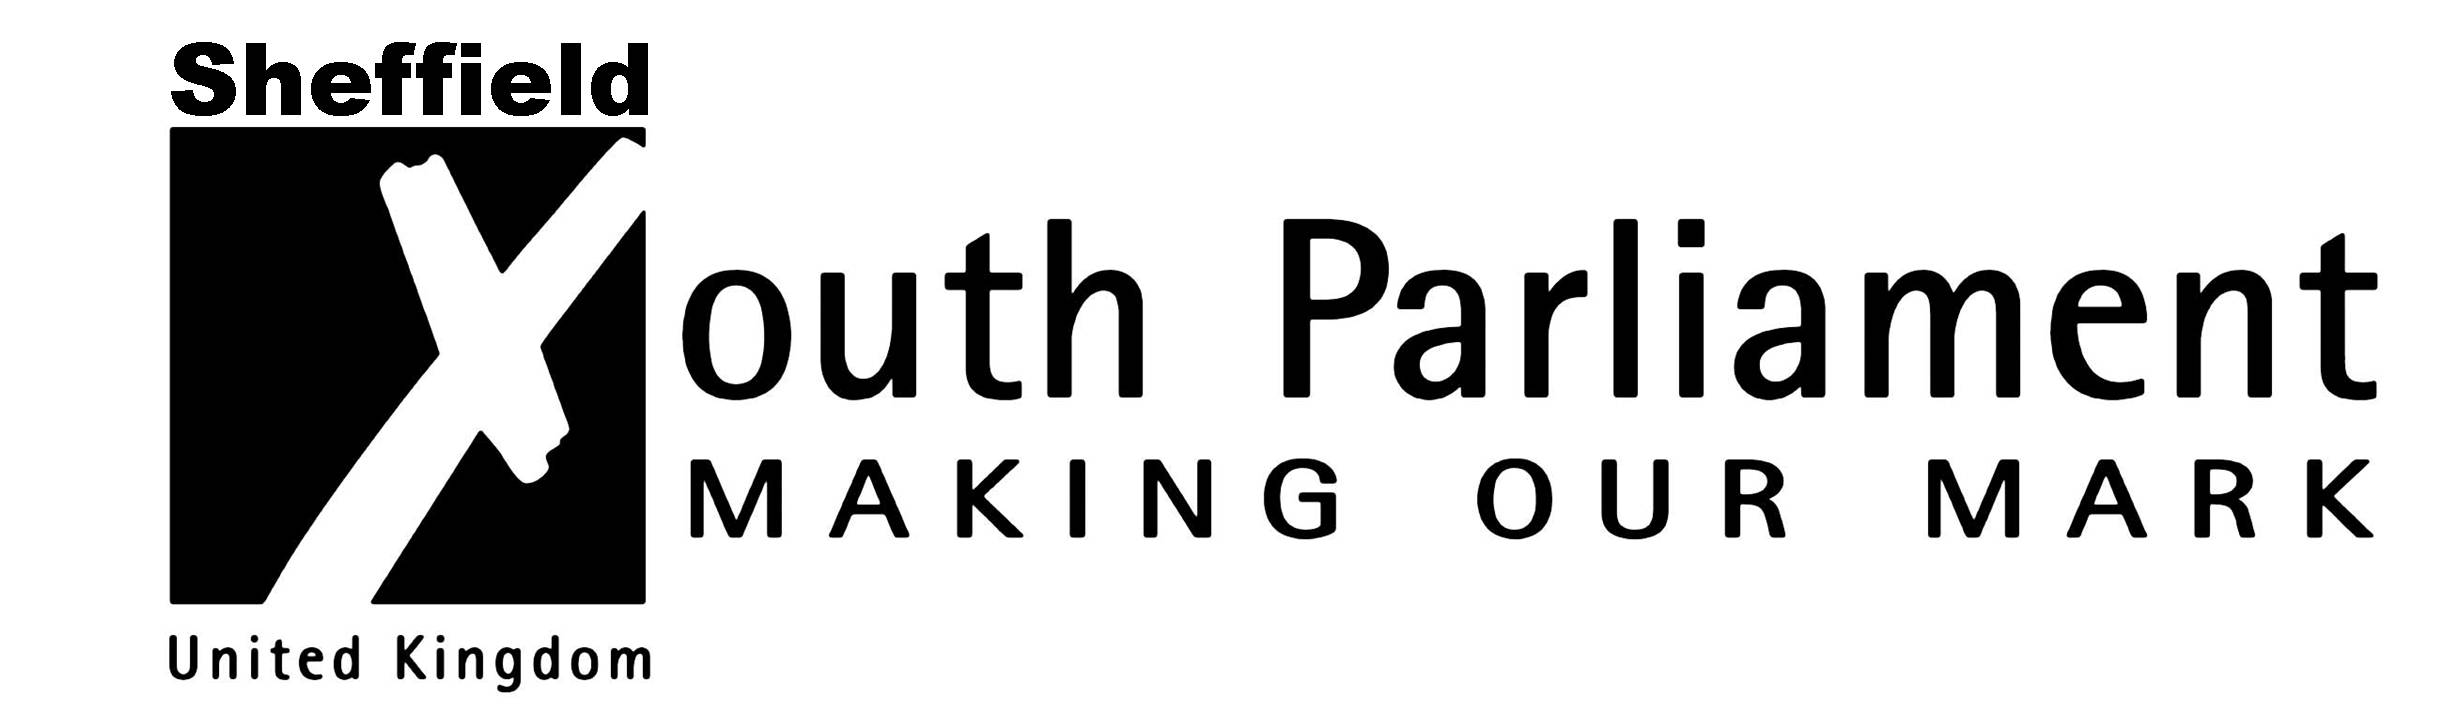 Sheffield
Youth Parliament
MAKING OUR MARK
United Kingdom